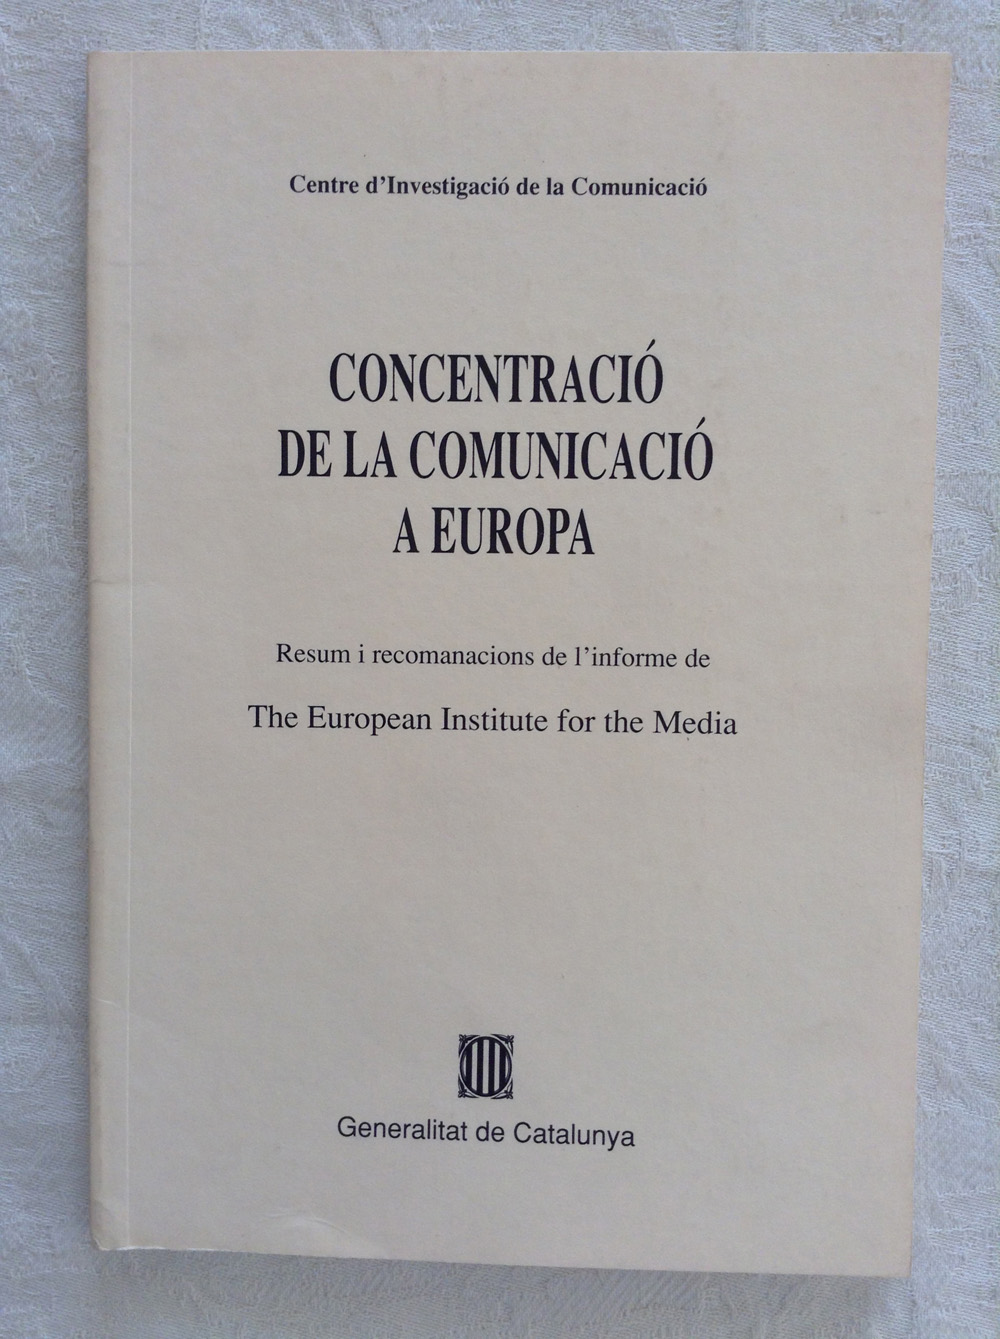 Centre d'Investigació de la Comunicació
CONCENTRACIÓ
DE LA COMUNICACIÓ
A EUROPA
Resum i recomanacions de l'informe de
The European Institute for the Media
Generalitat de Catalunya